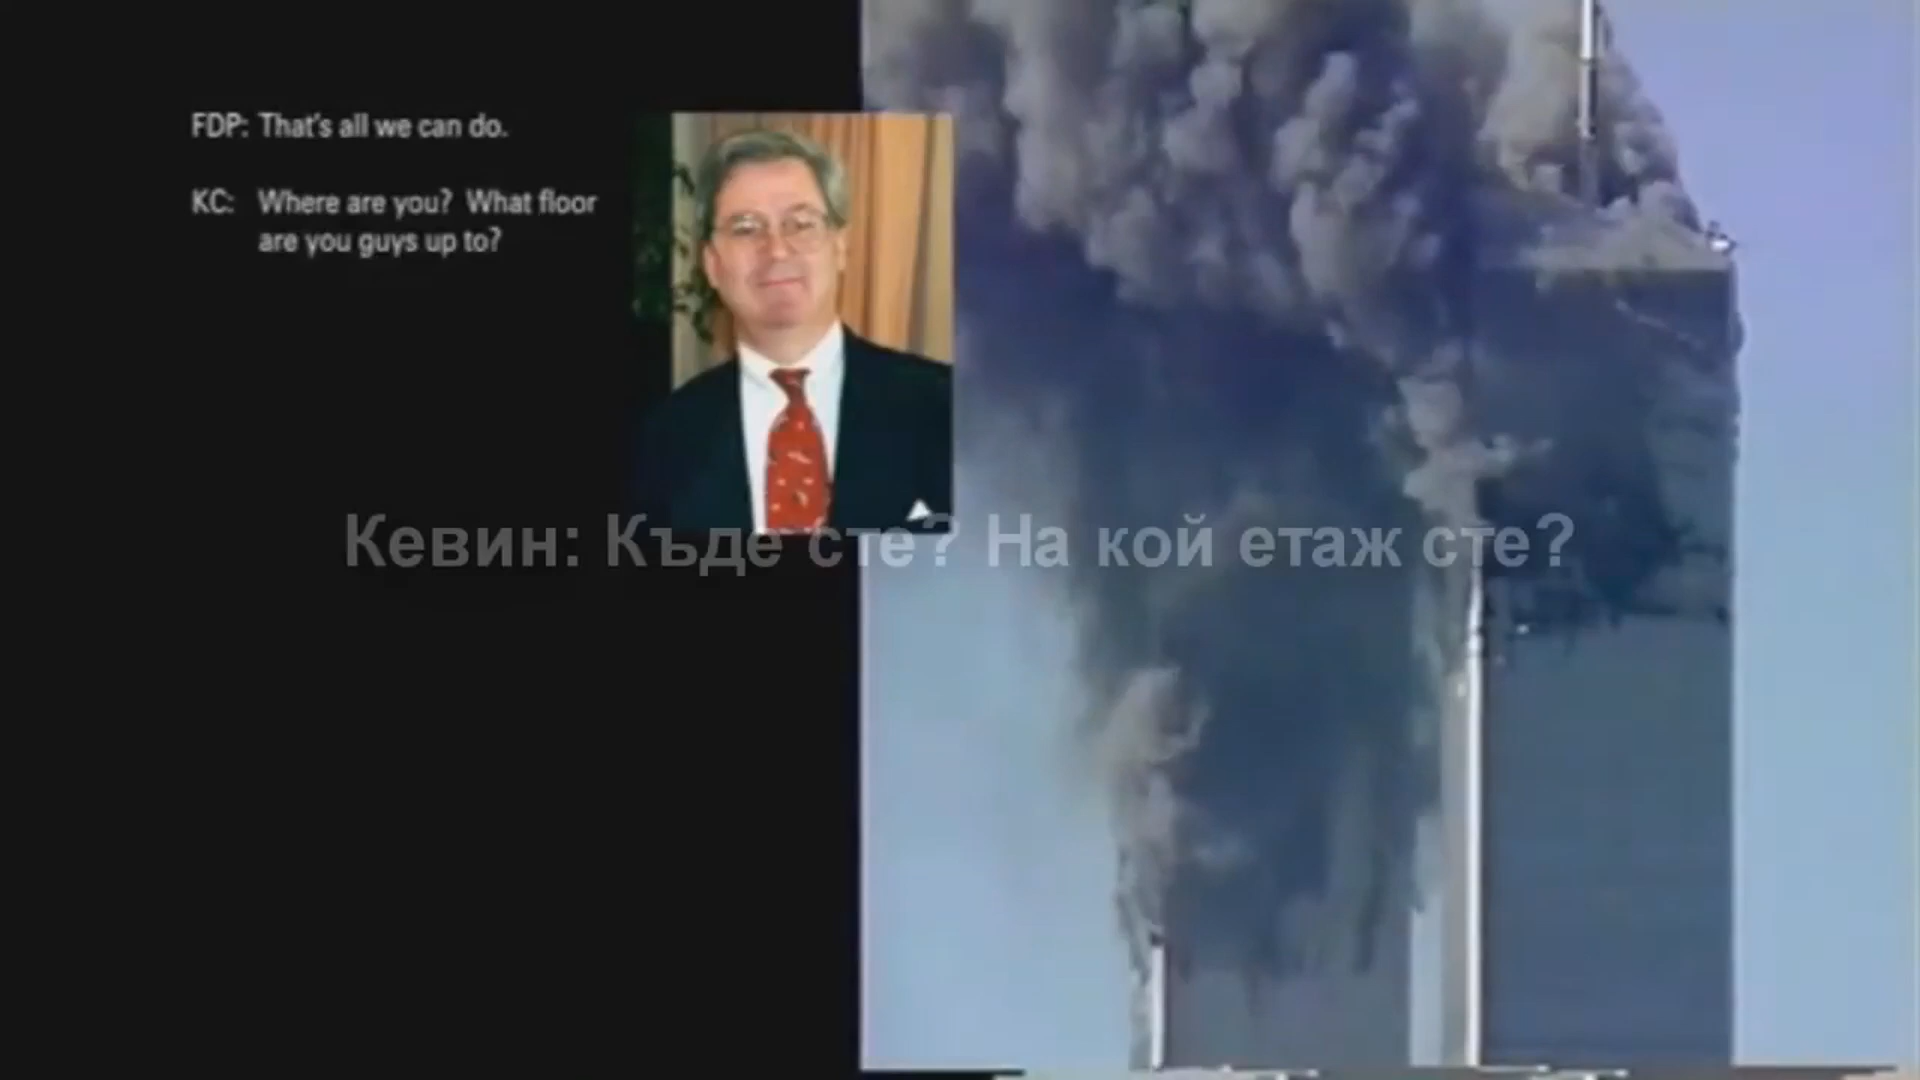 FDP: That's all we can do.
KC: Where are you? What floor
are you guys up to?
Кевин: Къде сте? На кой етаж сте?